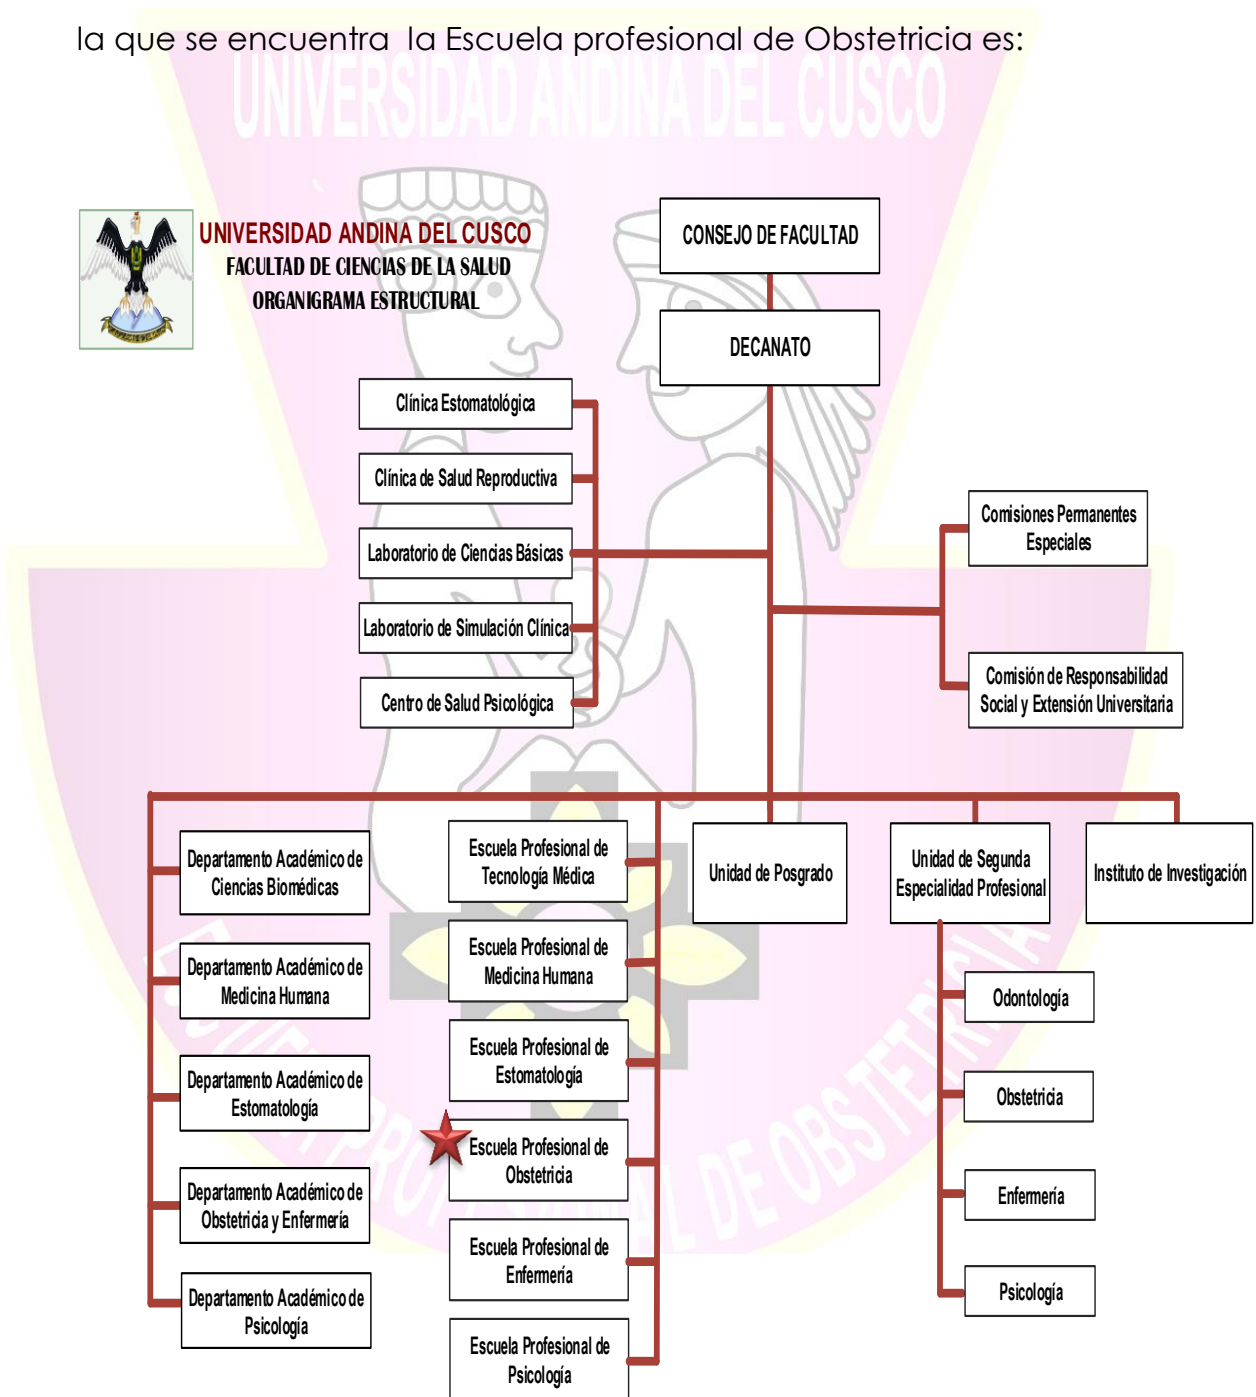 la que se encuentra la Escuela profesional de Obstetricia es:
UNIVERSIDAD ANDINA DEL CUSCO
UNIVERSIDAD ANDINA DEL CUSCO
FACULTAD DE CIENCIAS DE LA SALUD
ORGANIGRAMA ESTRUCTURAL
CONSEJO DE FACULTAD
DECANATO
Clínica Estomatológica
Clínica de Salud Reproductiva
Laboratorio de Ciencias Básicas
Laboratorio de Simulación Clínica
Centro de Salud Psicológica
Comisiones Permanentes
Especiales
Comisión de Responsabilidad
Social y Extensión Universitaria
Departamento Académico de
Ciencias Biomédicas
Departamento Académico de
Medicina Humana
Departamento Académico de
Estomatología
Departamento Académico de
Obstetricia y Enfermería
Departamento Académico de
Psicología
Escuela Profesional de
Tecnología Médica
Escuela Profesional de
Medicina Humana
Escuela Profesional de
Estomatología
Escuela Profesional de
Obstetricia
Escuela Profesional de
Enfermería
Escuela Profesional de
Psicología
Unidad de Posgrado
Unidad de Segunda
Especialidad Profesional
Odontología
Obstetricia
Enfermería
Psicología
Instituto de Investigación
ESCUELA PROFESIONAL DE OBSTETRICIA